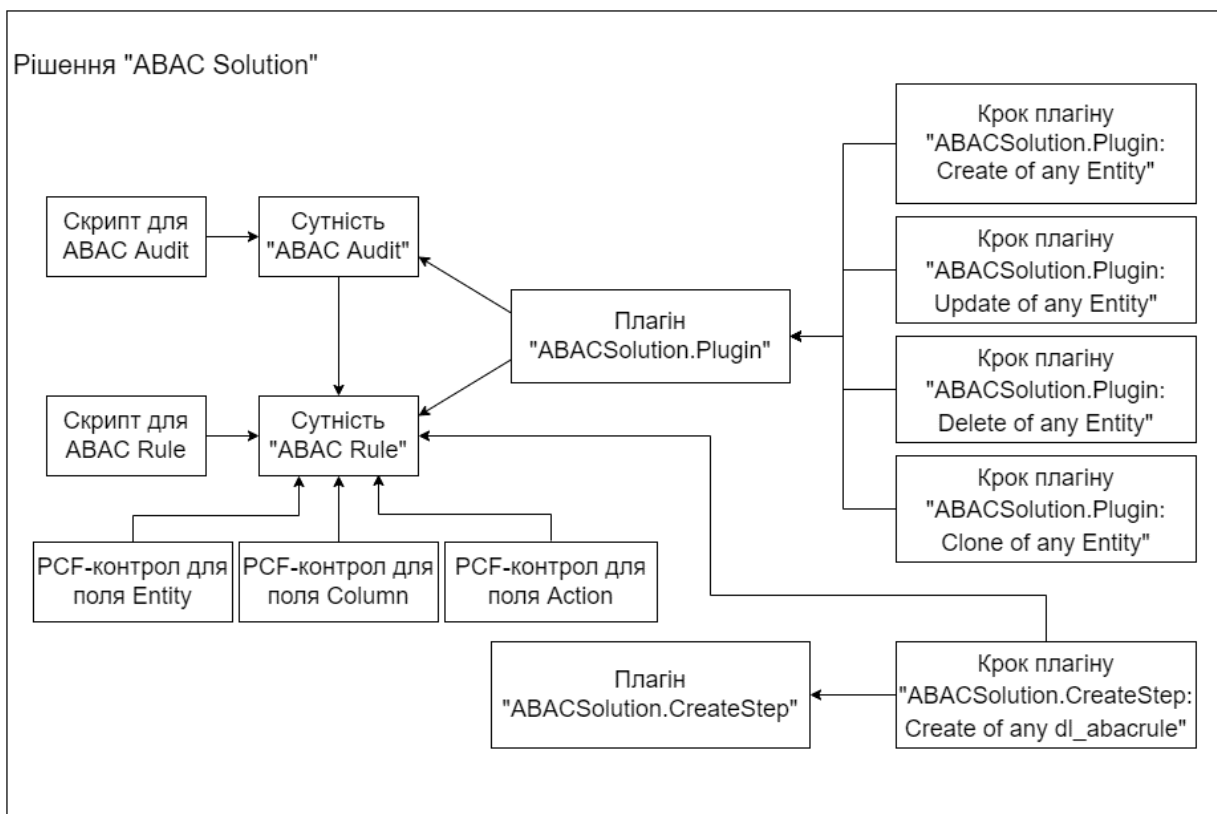 Рішення "ABAC Solution"
Крок плагіну
"ABACSolution.Plugin:
Create of any Entity"
Скрипт для
ABAC Audit
Сутність
"ABAC Audit"
Крок плагіну
"ABACSolution.Plugin:
Update of any Entity"
Плагін
"ABACSolution.Plugin"
Крок плагіну
"ABACSolution.Plugin:
Delete of any Entity"
Скрипт для
ABAC Rule
Сутність
"ABAC Rule"
Крок плагіну
"ABACSolution.Plugin:
Clone of any Entity"
PCF-контрол для
поля Entity
PCF-контрол для
поля Column
PCF-контрол для
поля Action
Плагін
"ABACSolution.CreateStep"
Крок плагіну
"ABACSolution.CreateStep:
Create of any dl_abacrule"